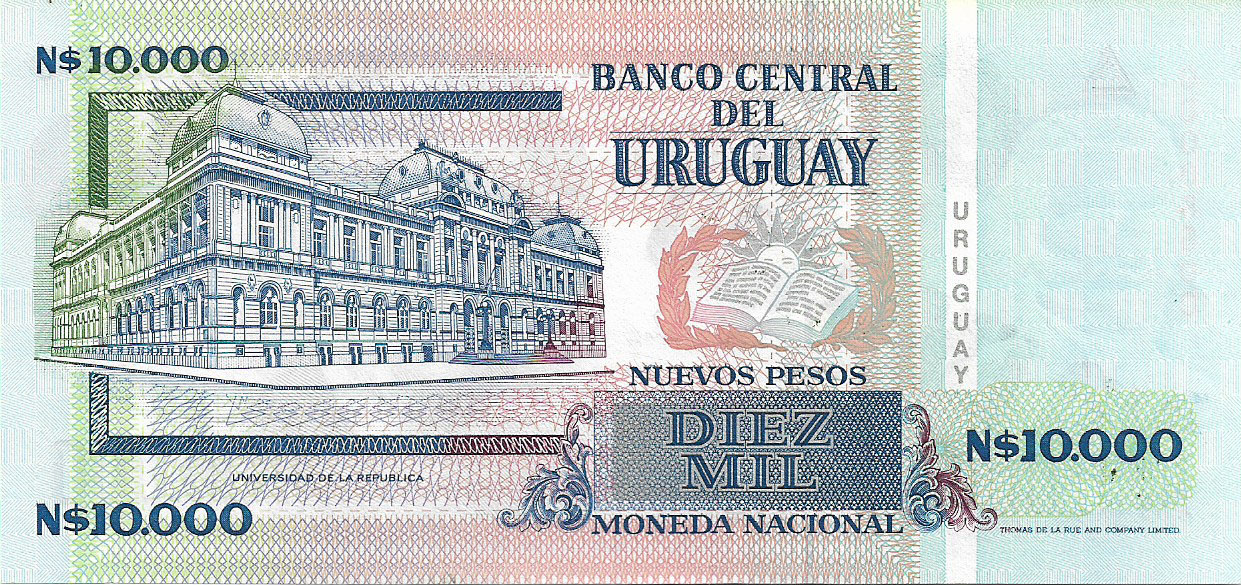 N$ 10.000
BANCO CENTRAL
DEL
URUGUAY
URUGUAY
NUEVOS PESOS
DIEZ
MIL
N$10.000
UNIVERSIDAD DE LA REPUBLICA
N$10.000
MONEDA NACIONAL
THOMAS DE LA RUE AND COMPANY LIMITED.